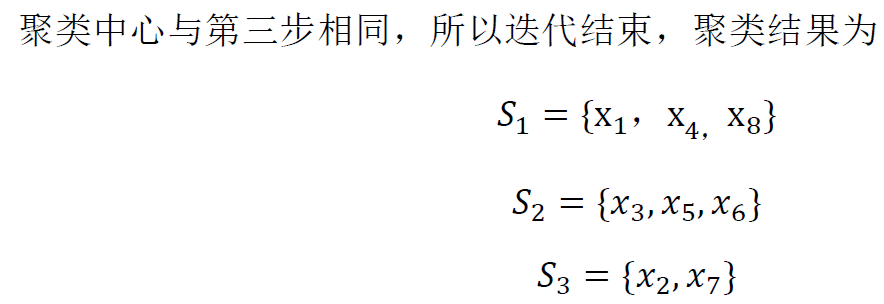 聚类中心与第三步相同，所以迭代结束，聚类结果为
S₁ = {x₁，x₄, x₈}
S₂ = {x₃, x₅, x₆}
S₃ = {x₂, x₇}